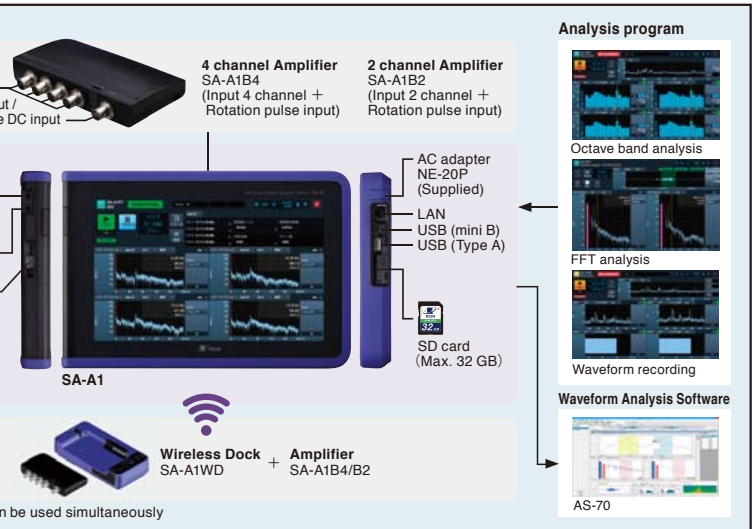 Analysis program
4 channel Amplifier
SA-A1B4
(Input 4 channel ＋
Rotation pulse input)
2 channel Amplifier
SA-A1B2
(Input 2 channel ＋
Rotation pulse input)
ut /
e DC input
Octave band analysis
AC adapter
NE-20P
(Supplied)
LAN
USB (mini B)
USB (Type A)
FFT analysis
32
SD card
（Max. 32 GB）
Waveform recording
SA-A1
Waveform Analysis Software
Wireless Dock
SA-A1WD
＋
Amplifier
SA-A1B4/B2
AS-70
n be used simultaneously